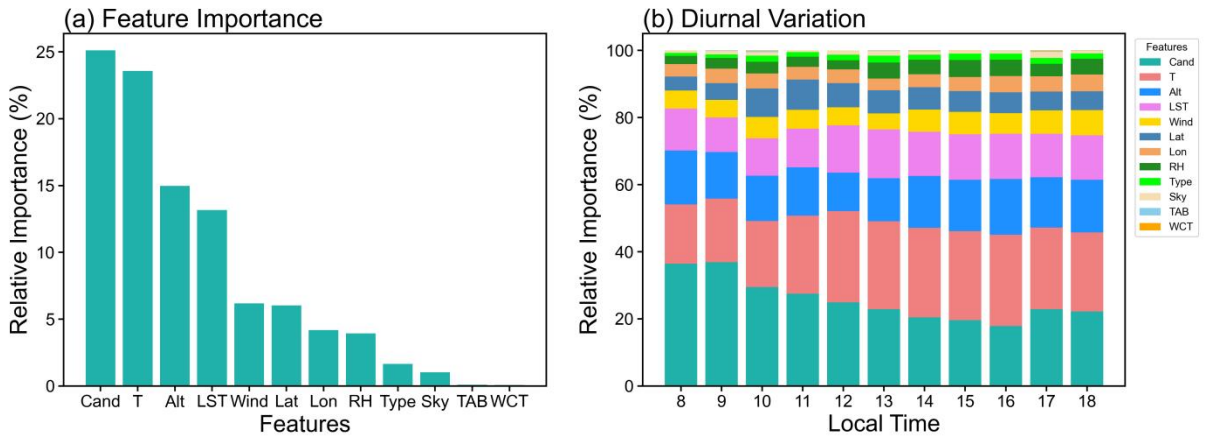 (a) Feature Importance
Relative Importance (%)
25
20
15
10
5
0
Cand T Alt LST Wind Lat Lon RH Type Sky TAB WCT
Features
(b) Diurnal Variation
Relative Importance (%)
100
80
60
40
20
0
8 9 10 11 12 13 14 15 16 17 18
Local Time
Features
Cand
T
Alt
LST
Wind
Lat
Lon
RH
Type
Sky
TAB
WCT